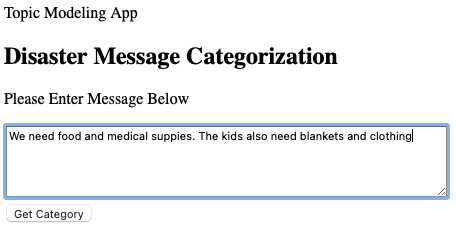 Topic Modeling App
Disaster Message Categorization
Please Enter Message Below
We need food and medical suppies. The kids also need blankets and clothing
Get Category